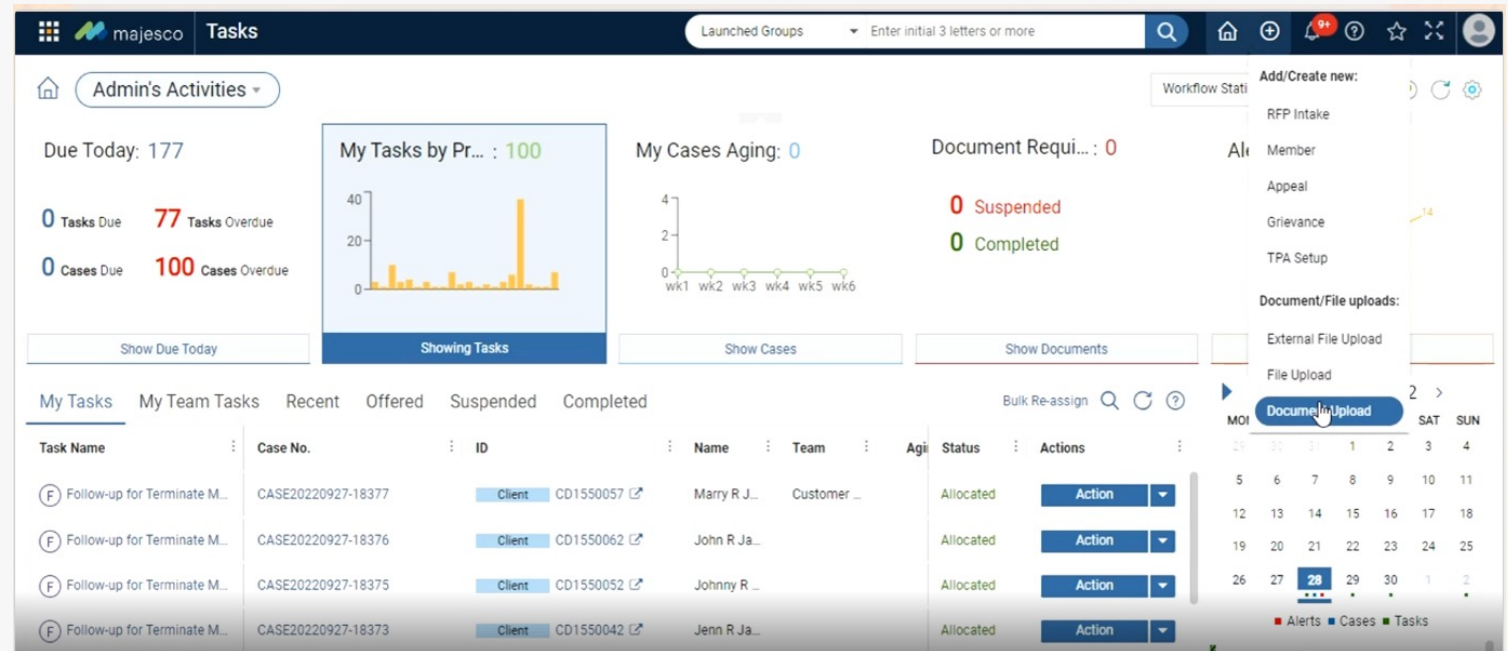 majesco Tasks Launched Groups Enter initial 3 letters or more 9+
Admin's Activities Workflow Stati
Add/Create new:
RFP Intake
Member
Appeal
Grievance
TPA Setup
Document/File uploads:
External File Upload
File Upload
Document Upload
Due Today: 177
0 Tasks Due 77 Tasks Overdue
0 Cases Due 100 Cases Overdue
Show Due Today
My Tasks by Pr... : 100
40
20
0
Showing Tasks
My Cases Aging: 0
4
2
0
wk1 wk2 wk3 wk4 wk5 wk6
Show Cases
Document Requi... : 0
0 Suspended
0 Completed
Show Documents
14
My Tasks My Team Tasks Recent Offered Suspended Completed Bulk Re-assign
Task Name Case No. ID Name Team Status Actions
F Follow-up for Terminate M... CASE20220927-18377 Client CD1550057 Marry R J... Customer ... Allocated Action
F Follow-up for Terminate M... CASE20220927-18376 Client CD1550062 John R Ja... Allocated Action
F Follow-up for Terminate M... CASE20220927-18375 Client CD1550052 Johnny R ... Allocated Action
F Follow-up for Terminate M... CASE20220927-18373 Client CD1550042 Jenn R Ja... Allocated Action
2
SAT SUN
29 30 31 1 2 3 4
5 6 7 8 9 10 11
12 13 14 15 16 17 18
19 20 21 22 23 24 25
26 27 28 29 30 1 2
Alerts Cases Tasks